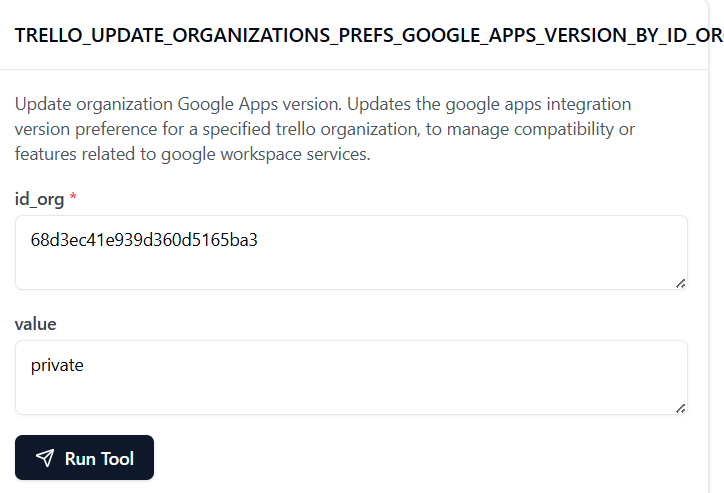 TRELLO_UPDATE_ORGANIZATIONS_PREFS_GOOGLE_APPS_VERSION_BY_ID_OR
Update organization Google Apps version. Updates the google apps integration
version preference for a specified trello organization, to manage compatibility or
features related to google workspace services.
id_org *
68d3ec41e939d360d5165ba3
value
private
Run Tool